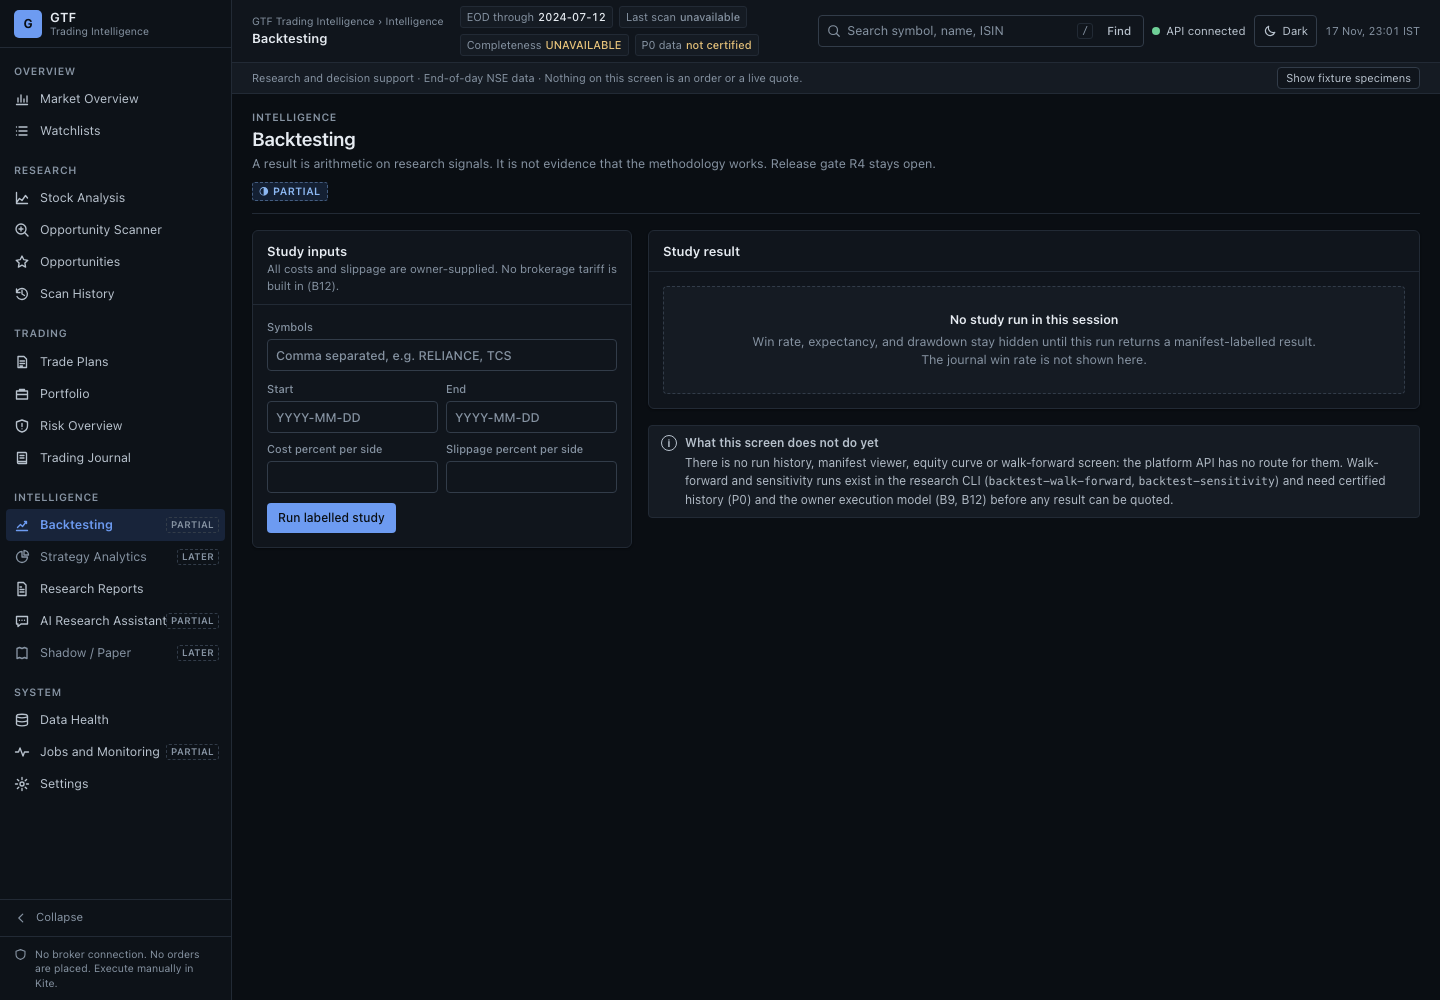 G
GTF
Trading Intelligence
OVERVIEW
Market Overview
Watchlists
RESEARCH
Stock Analysis
Opportunity Scanner
Opportunities
Scan History
TRADING
Trade Plans
Portfolio
Risk Overview
Trading Journal
INTELLIGENCE
Backtesting PARTIAL
Strategy Analytics LATER
Research Reports
AI Research Assistant PARTIAL
Shadow / Paper LATER
SYSTEM
Data Health
Jobs and Monitoring PARTIAL
Settings
Collapse
No broker connection. No orders
are placed. Execute manually in
Kite.
GTF Trading Intelligence › Intelligence
Backtesting
EOD through 2024-07-12 Last scan unavailable
Completeness UNAVAILABLE P0 data not certified
Search symbol, name, ISIN / Find
API connected
Dark
17 Nov, 23:01 IST
Research and decision support · End-of-day NSE data · Nothing on this screen is an order or a live quote.
Show fixture specimens
INTELLIGENCE
Backtesting
A result is arithmetic on research signals. It is not evidence that the methodology works. Release gate R4 stays open.
PARTIAL
Study inputs
All costs and slippage are owner-supplied. No brokerage tariff is
built in (B12).
Symbols
Comma separated, e.g. RELIANCE, TCS
Start End
YYYY-MM-DD YYYY-MM-DD
Cost percent per side Slippage percent per side
Run labelled study
Study result
No study run in this session
Win rate, expectancy, and drawdown stay hidden until this run returns a manifest-labelled result.
The journal win rate is not shown here.
What this screen does not do yet
There is no run history, manifest viewer, equity curve or walk-forward screen: the platform API has no route for them. Walk-
forward and sensitivity runs exist in the research CLI (backtest-walk-forward, backtest-sensitivity) and need certified
history (P0) and the owner execution model (B9, B12) before any result can be quoted.